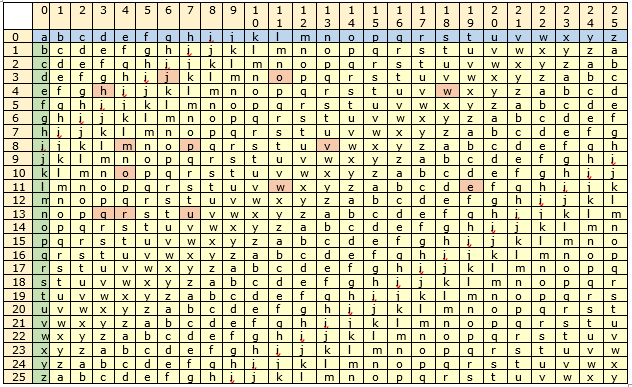 0 1 2 3 4 5 6 7 8 9 10 11 12 13 14 15 16 17 18 19 20 21 22 23 24 25
0 a b c d e f g h i j k l m n o p q r s t u v w x y z
1 b c d e f g h i j k l m n o p q r s t u v w x y z a
2 c d e f g h i j k l m n o p q r s t u v w x y z a b
3 d e f g h i j k l m n o p q r s t u v w x y z a b c
4 e f g h i j k l m n o p q r s t u v w x y z a b c d
5 f g h i j k l m n o p q r s t u v w x y z a b c d e
6 g h i j k l m n o p q r s t u v w x y z a b c d e f
7 h i j k l m n o p q r s t u v w x y z a b c d e f g
8 i j k l m n o p q r s t u v w x y z a b c d e f g h
9 j k l m n o p q r s t u v w x y z a b c d e f g h i
10 k l m n o p q r s t u v w x y z a b c d e f g h i j
11 l m n o p q r s t u v w x y z a b c d e f g h i j k
12 m n o p q r s t u v w x y z a b c d e f g h i j k l
13 n o p q r s t u v w x y z a b c d e f g h i j k l m
14 o p q r s t u v w x y z a b c d e f g h i j k l m n
15 p q r s t u v w x y z a b c d e f g h i j k l m n o
16 q r s t u v w x y z a b c d e f g h i j k l m n o p
17 r s t u v w x y z a b c d e f g h i j k l m n o p q
18 s t u v w x y z a b c d e f g h i j k l m n o p q r
19 t u v w x y z a b c d e f g h i j k l m n o p q r s
20 u v w x y z a b c d e f g h i j k l m n o p q r s t
21 v w x y z a b c d e f g h i j k l m n o p q r s t u
22 w x y z a b c d e f g h i j k l m n o p q r s t u v
23 x y z a b c d e f g h i j k l m n o p q r s t u v w
24 y z a b c d e f g h i j k l m n o p q r s t u v w x
25 z a b c d e f g h i j k l m n o p q r s t u v w x y